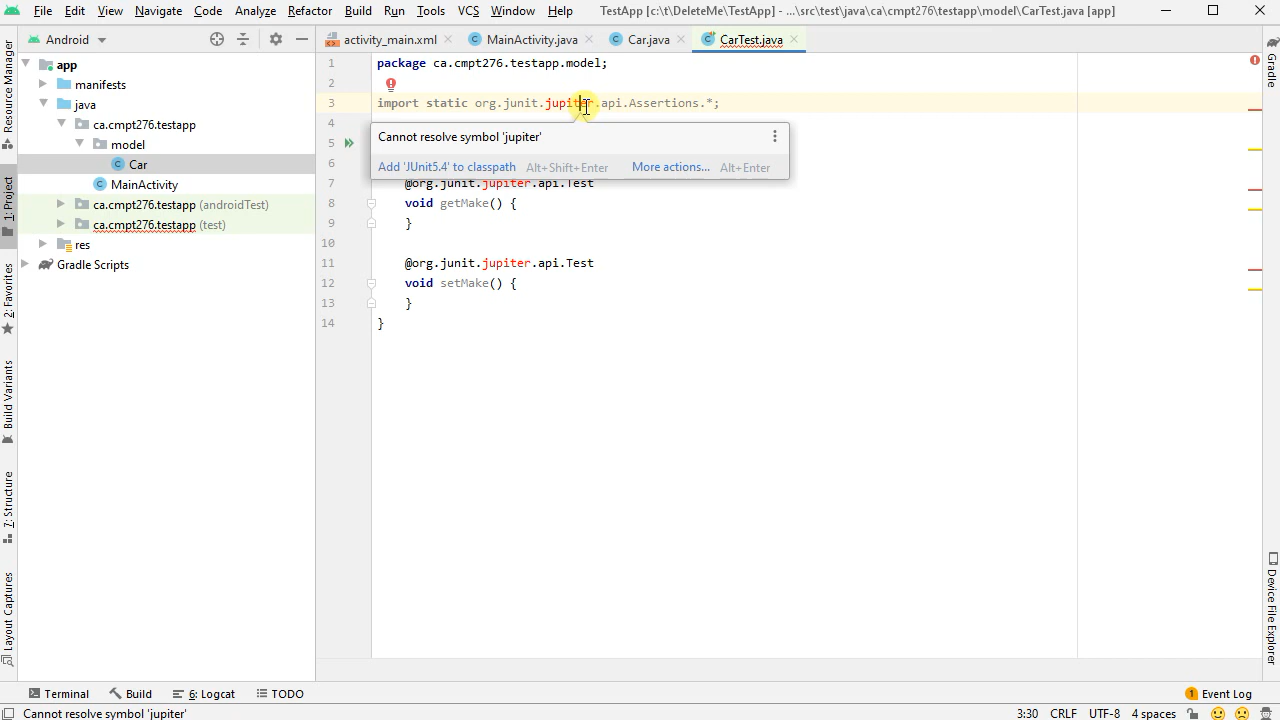 File Edit View Navigate Code Analyze Refactor Build Run Tools VCS Window Help TestApp [c:\t\DeleteMe\TestApp] - ...\src\test\java\ca\cmpt276\testapp\model\CarTest.java [app]
Android
activity_main.xml MainActivity.java Car.java CarTest.java
Resource Manager
1: Project
2: Favorites
Build Variants
7: Structure
Layout Captures
app
manifests
java
ca.cmpt276.testapp
model
Car
MainActivity
ca.cmpt276.testapp (androidTest)
ca.cmpt276.testapp (test)
res
Gradle Scripts
1 package ca.cmpt276.testapp.model;
2
3 import static org.junit.jupiter.api.Assertions.*;
4
Cannot resolve symbol 'jupiter'
5
Add 'JUnit5.4' to classpath Alt+Shift+Enter More actions... Alt+Enter
6
7 @org.junit.jupiter.api.Test
8 void getMake() {
9 }
10
11 @org.junit.jupiter.api.Test
12 void setMake() {
13 }
14 }
Gradle
Device File Explorer
Terminal Build 6: Logcat TODO 1 Event Log
Cannot resolve symbol 'jupiter' 3:30 CRLF UTF-8 4 spaces